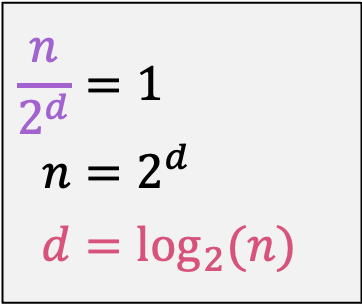 n/2^d = 1
n = 2^d
d = log₂(n)